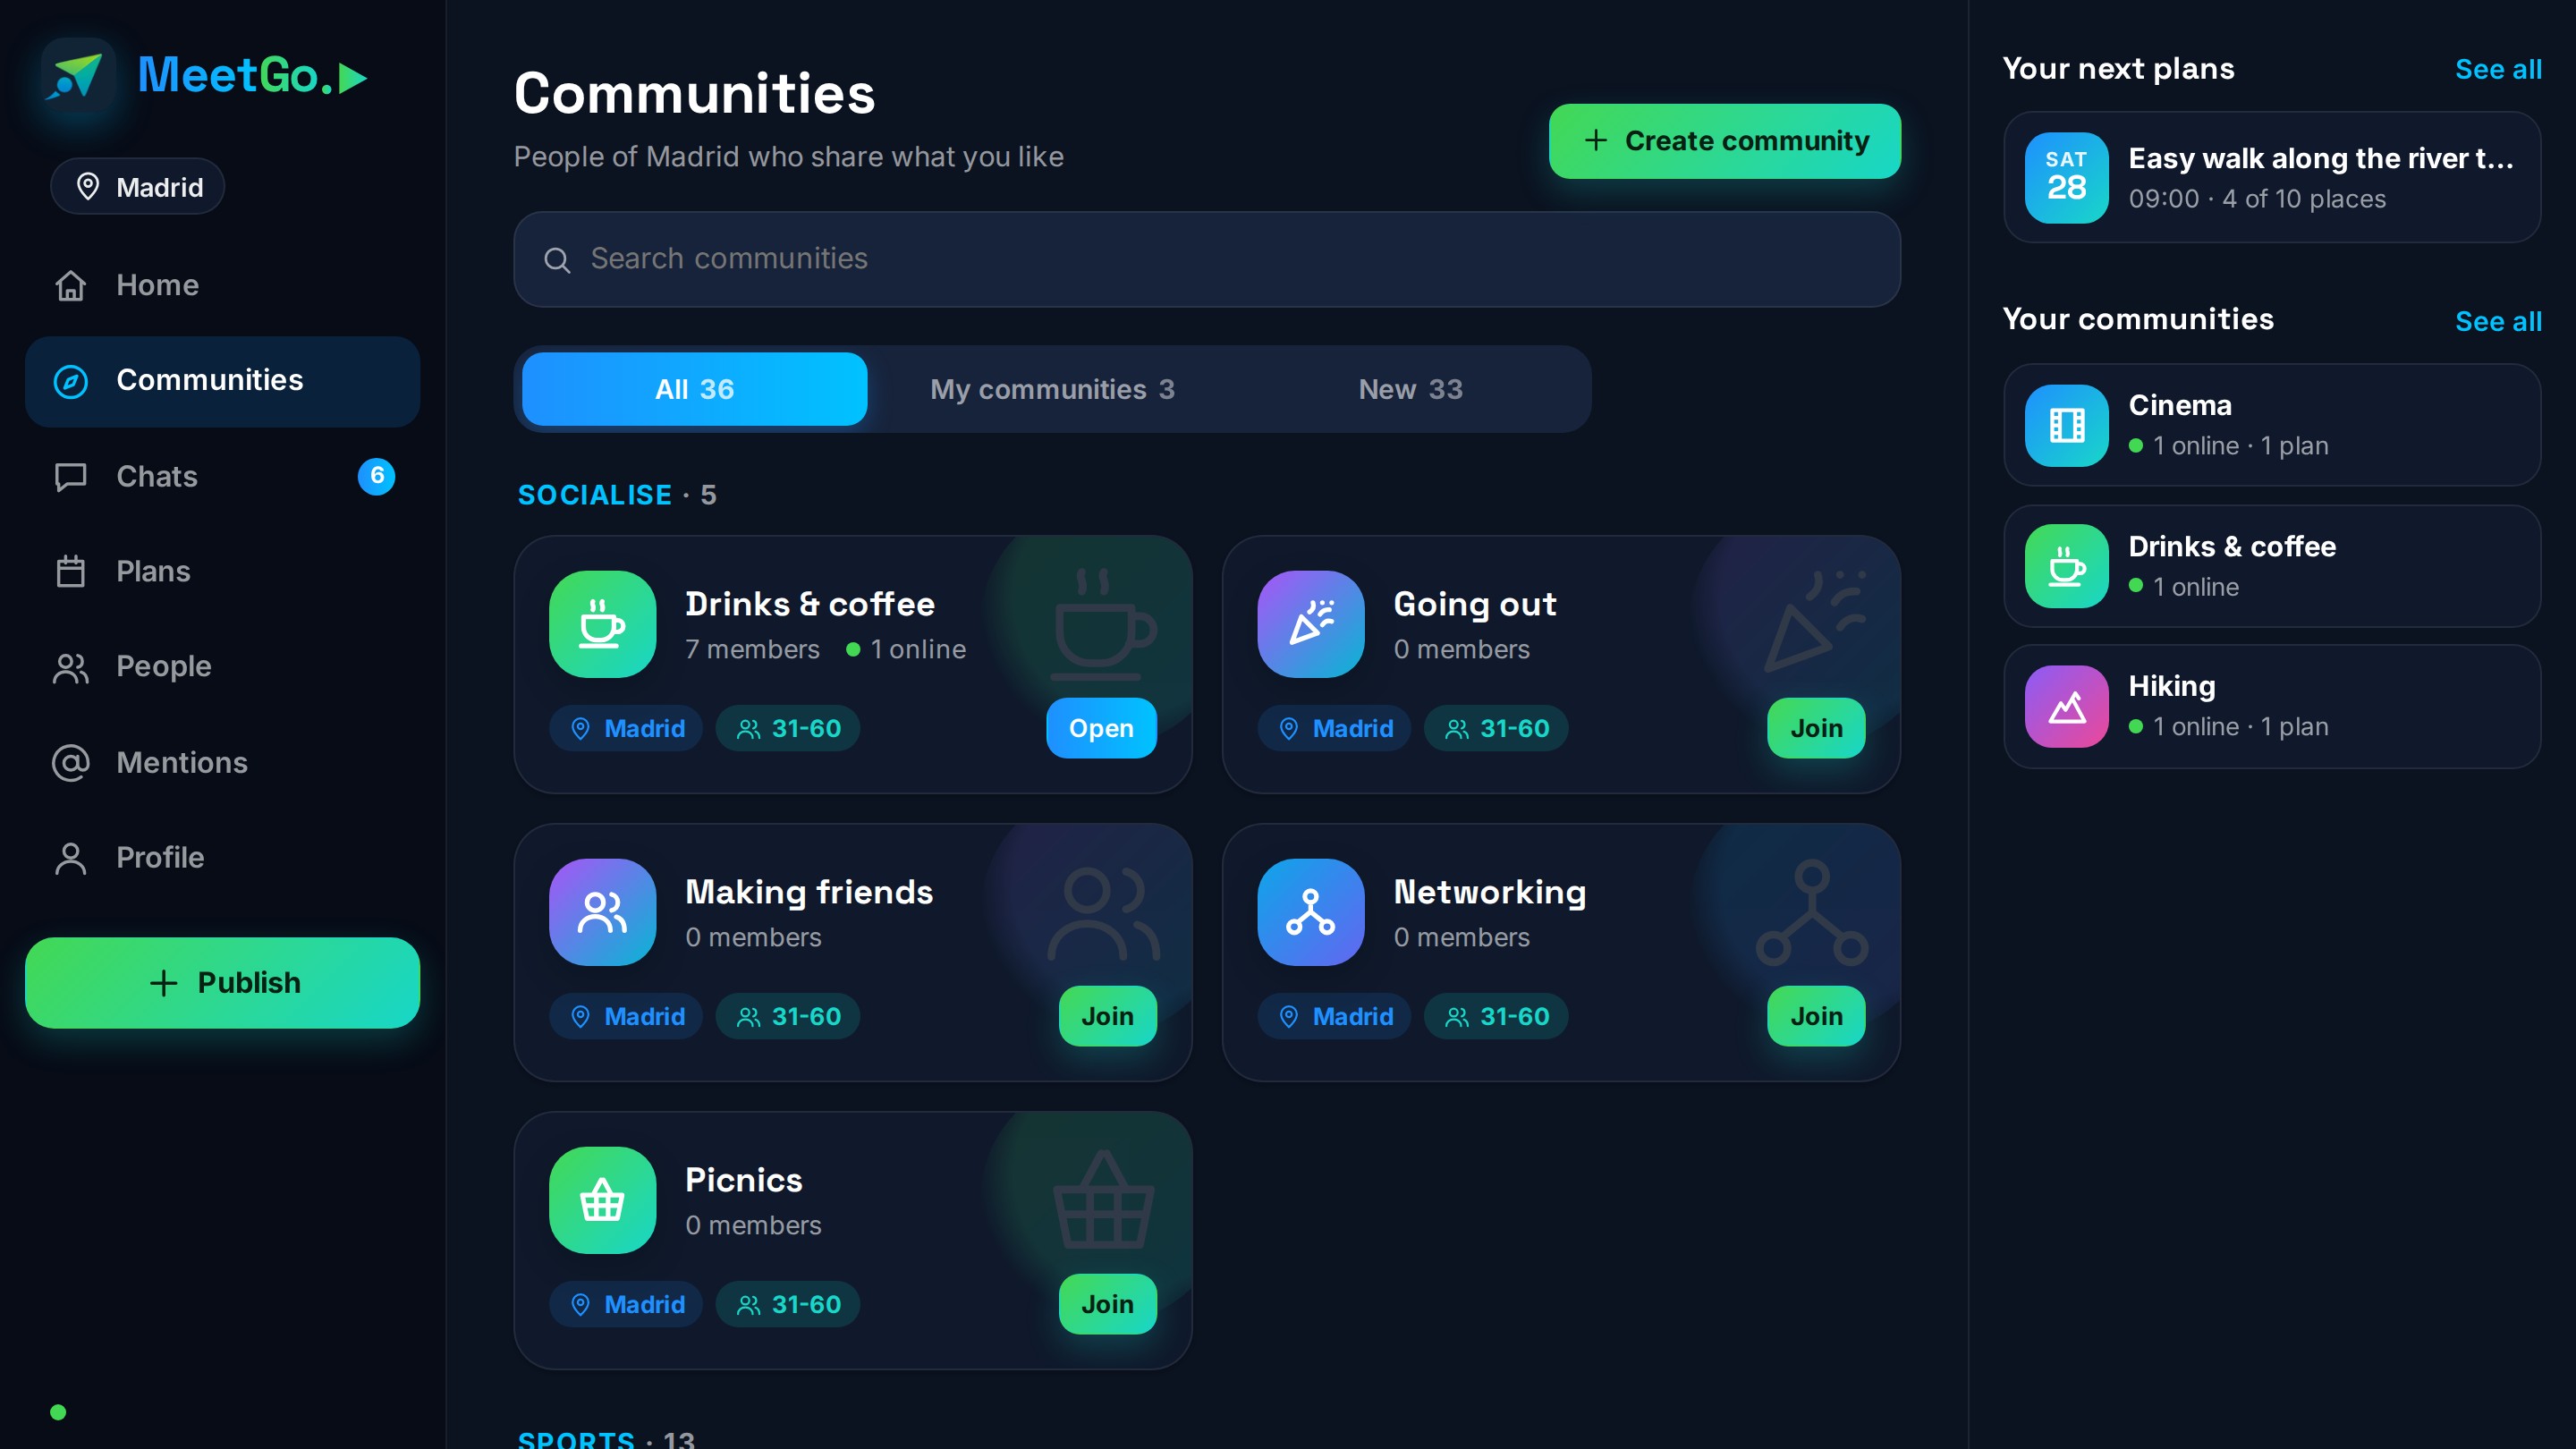 MeetGo.
Madrid
Home
Communities
Chats 6
Plans
People
Mentions
Profile
Publish
Communities
People of Madrid who share what you like
Create community
Search communities
All 36
My communities 3
New 33
SOCIALISE · 5
Drinks & coffee
7 members 1 online
Madrid 31-60 Open
Going out
0 members
Madrid 31-60 Join
Making friends
0 members
Madrid 31-60 Join
Networking
0 members
Madrid 31-60 Join
Picnics
0 members
Madrid 31-60 Join
SPORTS · 13
Your next plans See all
SAT
28
Easy walk along the river t...
09:00 · 4 of 10 places
Your communities See all
Cinema
1 online · 1 plan
Drinks & coffee
1 online
Hiking
1 online · 1 plan